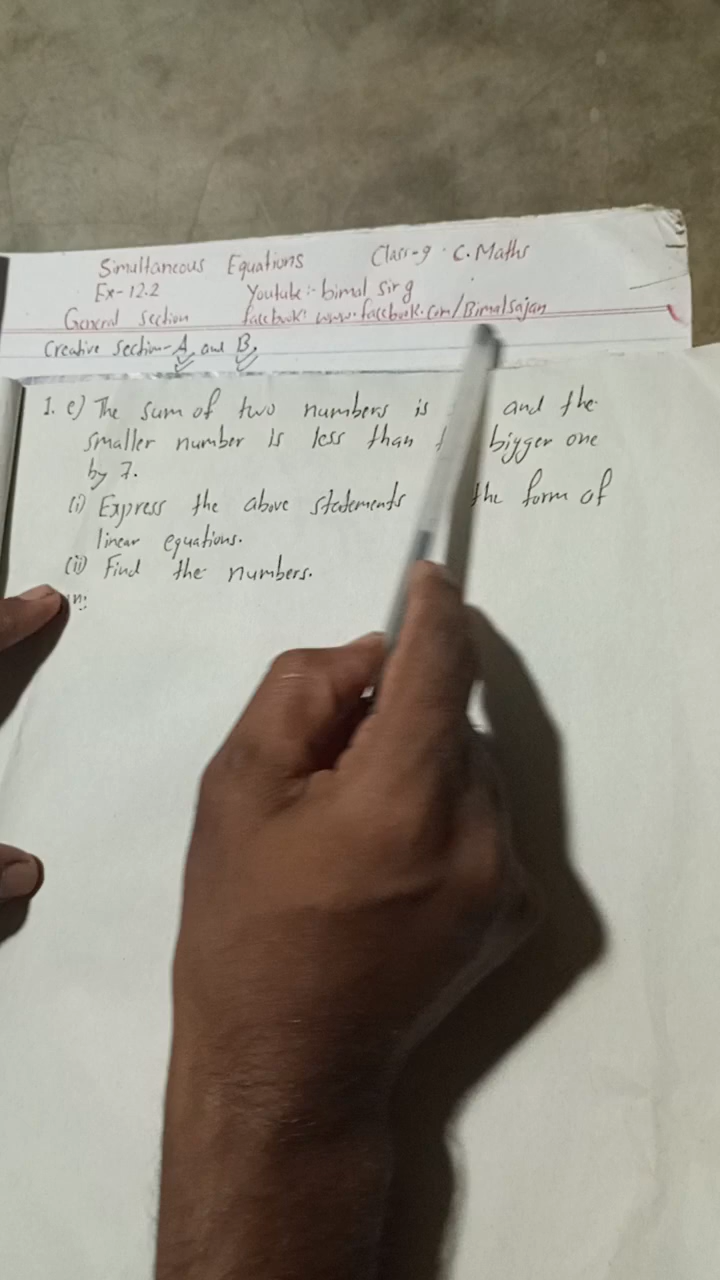 Simultaneous Equations Class-9 C. Maths
Ex-12.2 Youtube:- bimal sir g
General Section facebook: www.facebook.com/Bimalsajan
Creative Section-A and B.
1. e) The sum of two numbers is and the
smaller number is less than bigger one
by 7.
(i) Express the above statements the form of
linear equations.
(ii) Find the numbers.